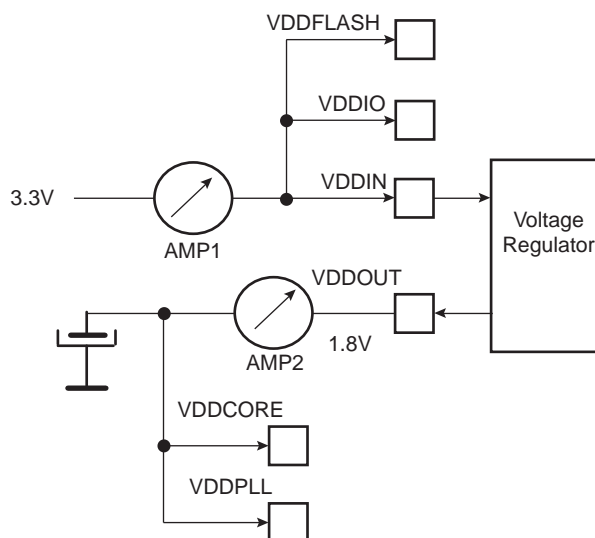 VDDFLASH
VDDIO
VDDIN
3.3V
AMP1
Voltage
Regulator
VDDOUT
1.8V
AMP2
VDDCORE
VDDPLL